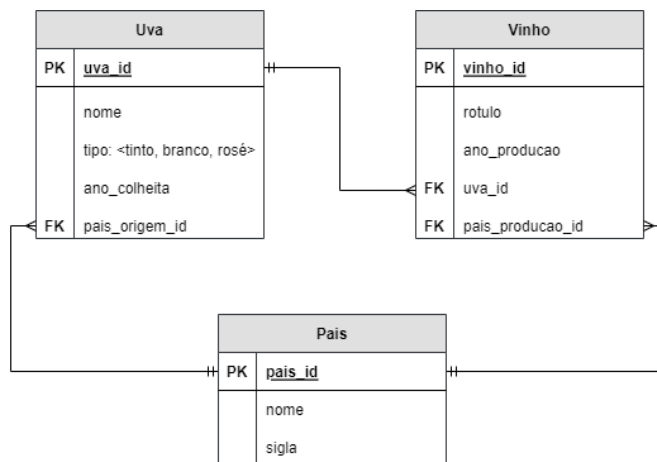 Uva
PK uva_id
nome
tipo: <tinto, branco, rosé>
ano_colheita
FK pais_origem_id
Vinho
PK vinho_id
rotulo
ano_producao
FK uva_id
FK pais_producao_id
Pais
PK pais_id
nome
sigla